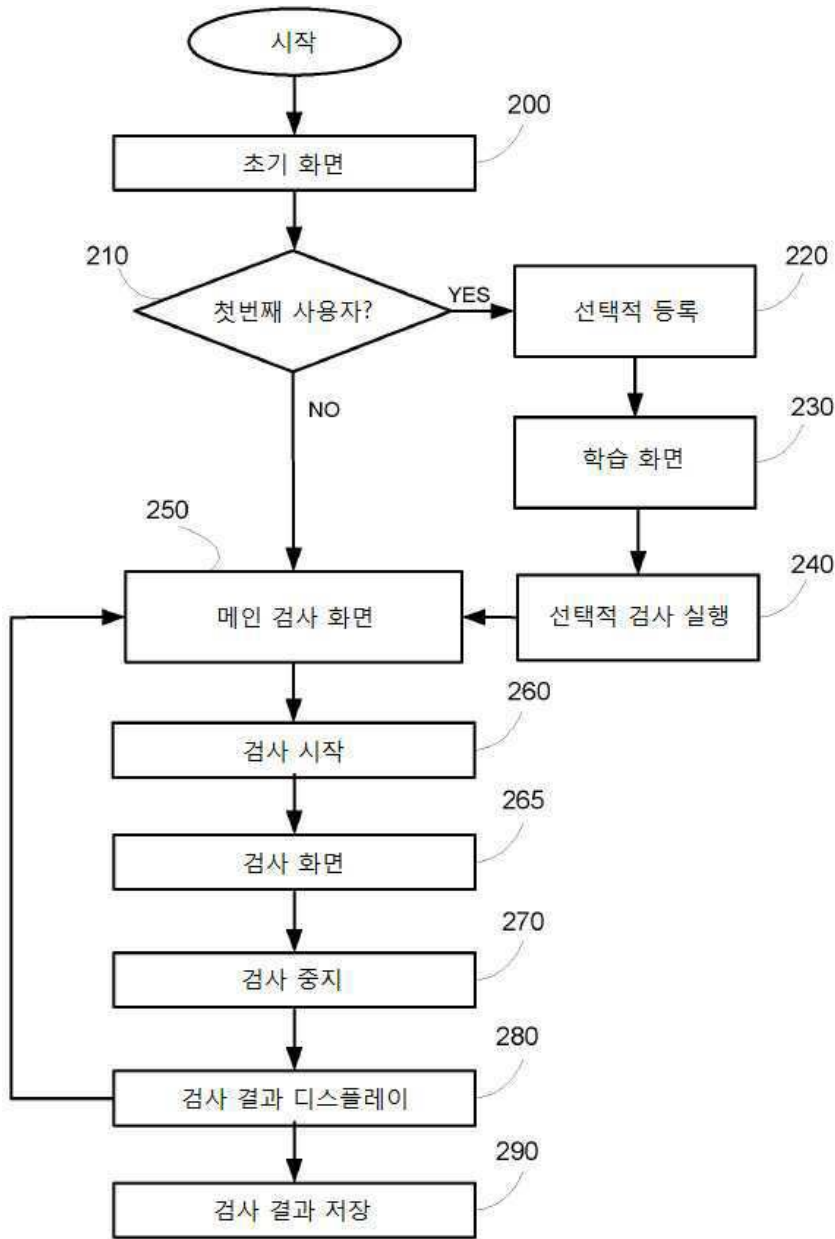 시작
200
초기 화면
210
첫번째 사용자?
YES
220
선택적 등록
NO
230
학습 화면
240
선택적 검사 실행
250
메인 검사 화면
260
검사 시작
265
검사 화면
270
검사 중지
280
검사 결과 디스플레이
290
검사 결과 저장